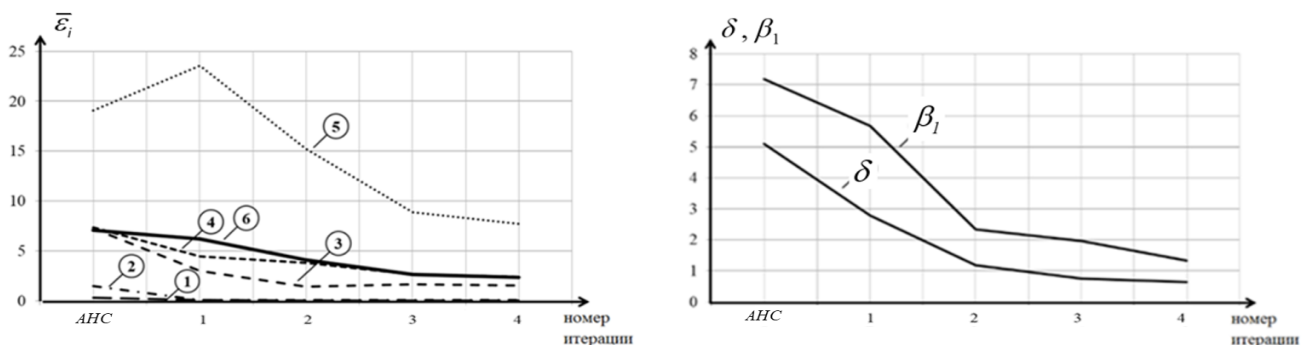 ε̅ᵢ
25
20
15
10
5
0
5
6
4
3
2
1
АНС 1 2 3 4
номер
итерации
δ , β₁
8
7
6
5
4
3
2
1
0
β₁
δ
АНС 1 2 3 4
номер
итерации